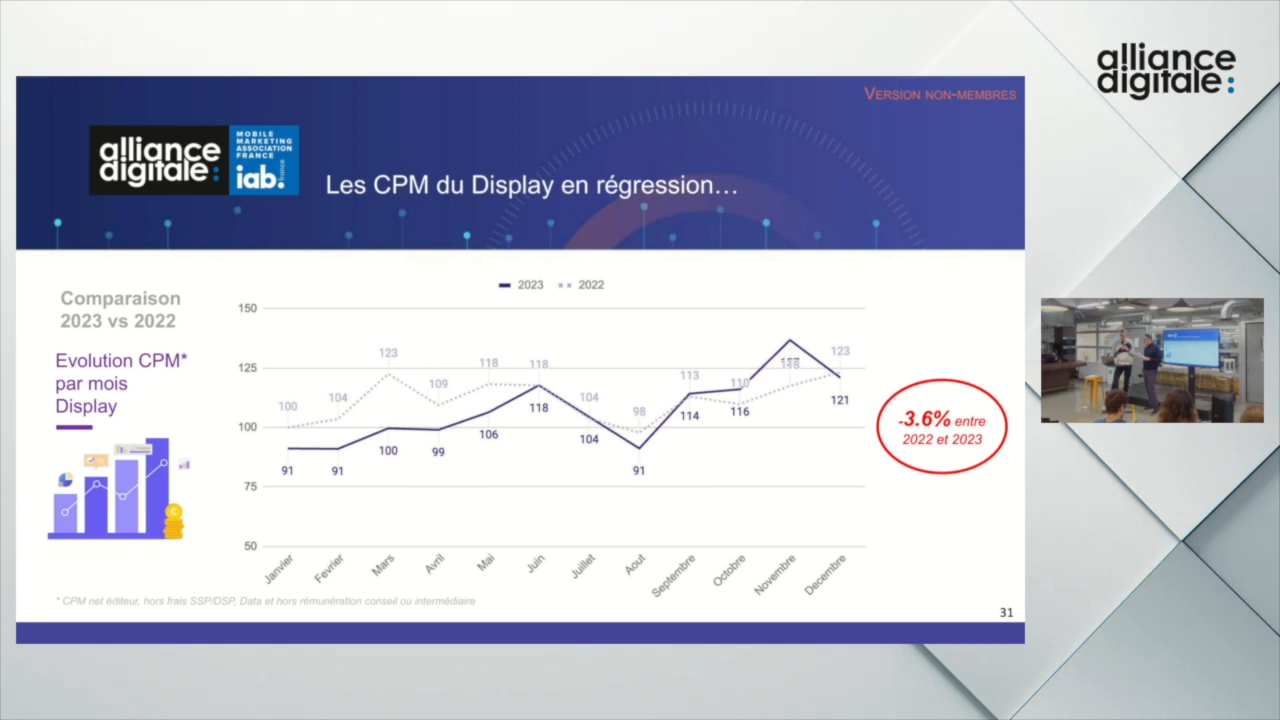 alliance
digitale:
VERSION NON-MEMBRES
alliance
digitale:
MOBILE
MARKETING
ASSOCIATION
FRANCE
iab.
france
Les CPM du Display en régression…
Comparaison
2023 vs 2022
Evolution CPM*
par mois
Display
2023 2022
150
125
100
75
50
100 104 123 109 118 118 104 98 113 110 123
91 91 100 99 106 118 104 91 114 116 121
Janvier Fevrier Mars Avril Mai Juin Juillet Aout Septembre Octobre Novembre Decembre
-3.6% entre
2022 et 2023
* CPM net éditeur, hors frais SSP/DSP, Data et hors rémunération conseil ou intermédiaire
31